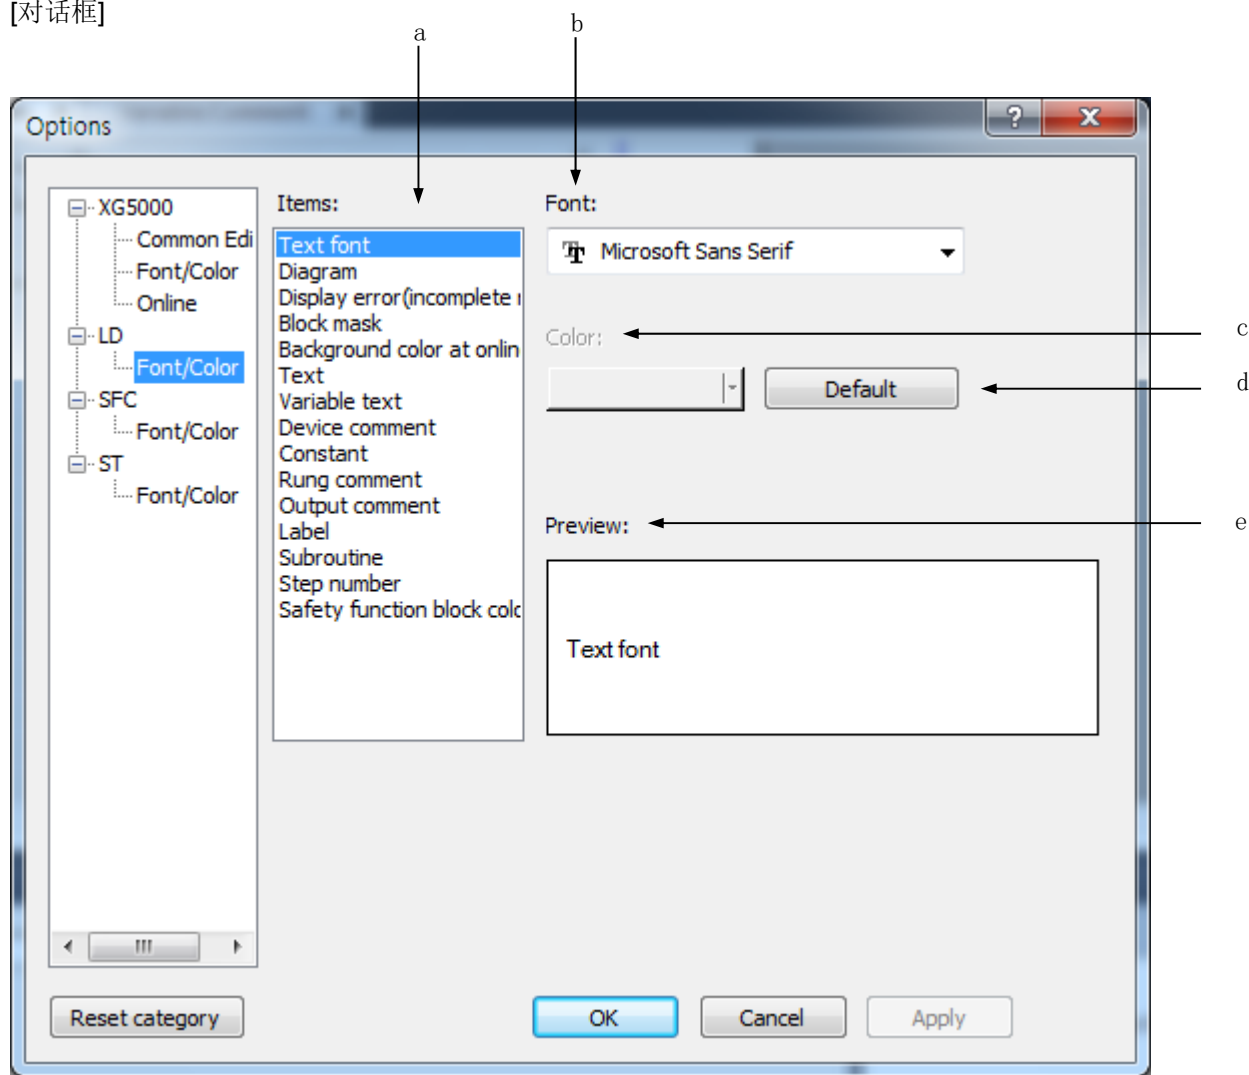 [对话框]
a
b
Options
XG5000
Common Edi
Font/Color
Online
LD
Font/Color
SFC
Font/Color
ST
Font/Color
Items:
Text font
Diagram
Display error(incomplete
Block mask
Background color at onlin
Text
Variable text
Device comment
Constant
Rung comment
Output comment
Label
Subroutine
Step number
Safety function block colo
Font:
Microsoft Sans Serif
Color:
c
Default
d
Preview:
e
Text font
Reset category
OK
Cancel
Apply